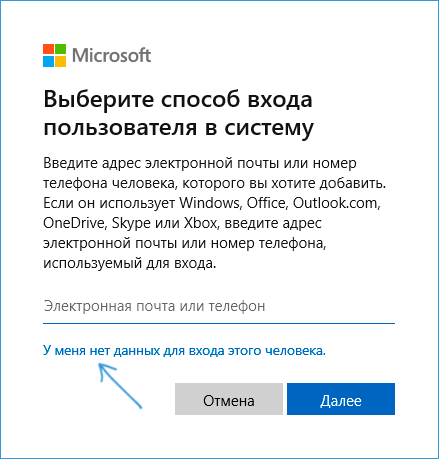 Microsoft
Выберите способ входа
пользователя в систему
Введите адрес электронной почты или номер
телефона человека, которого вы хотите добавить.
Если он использует Windows, Office, Outlook.com,
OneDrive, Skype или Xbox, введите адрес
электронной почты или номер телефона,
используемый для входа.
Электронная почта или телефон
У меня нет данных для входа этого человека.
Отмена
Далее